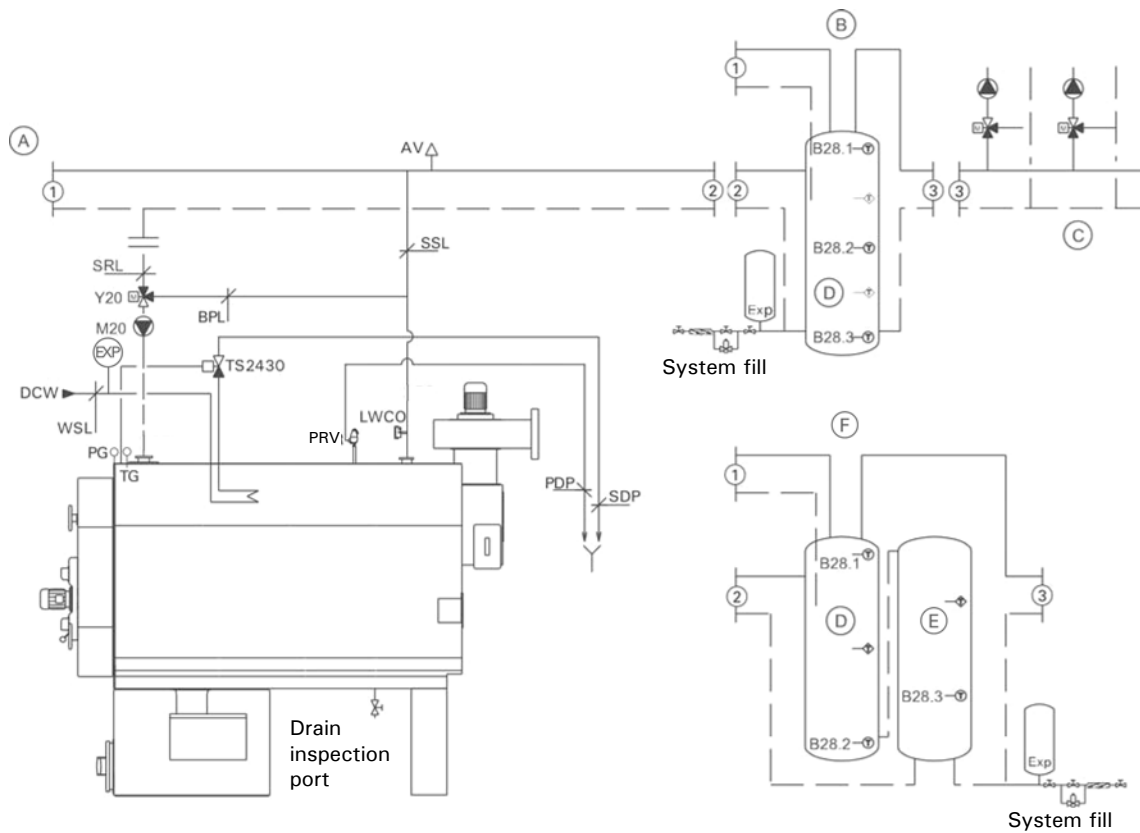 B
1
A
AV
1
2
2
3
3
B28.1
T
T
B28.2
T
C
SSL
SRL
Y20
M
BPL
M20
EXP
TS2430
D
T
Exp
B28.3
T
System fill
M
M
DCW
WSL
PRV
LWCO
PG
TG
PDP
SDP
F
1
B28.1
T
2
3
D
E
T
T
B28.3
T
B28.2
T
Exp
System fill
Drain
inspection
port